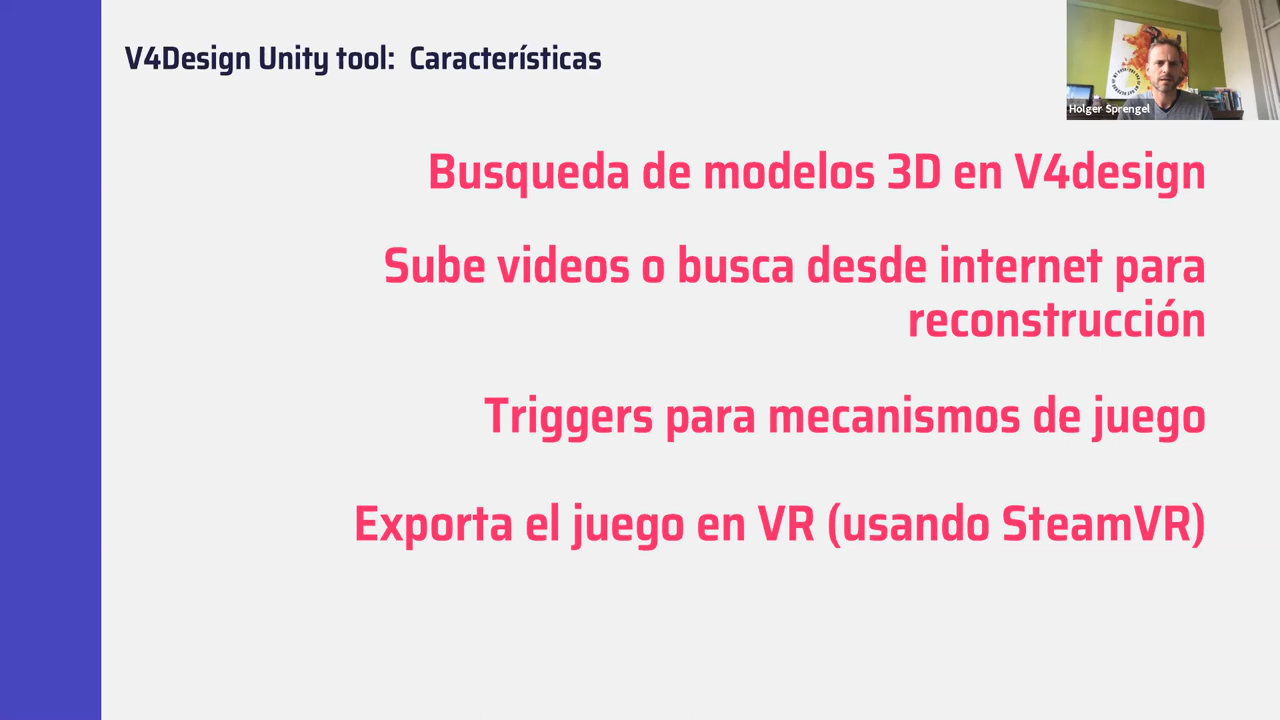 V4Design Unity tool: Características
Holger Sprengel
Busqueda de modelos 3D en V4design
Sube videos o busca desde internet para
reconstrucción
Triggers para mecanismos de juego
Exporta el juego en VR (usando SteamVR)